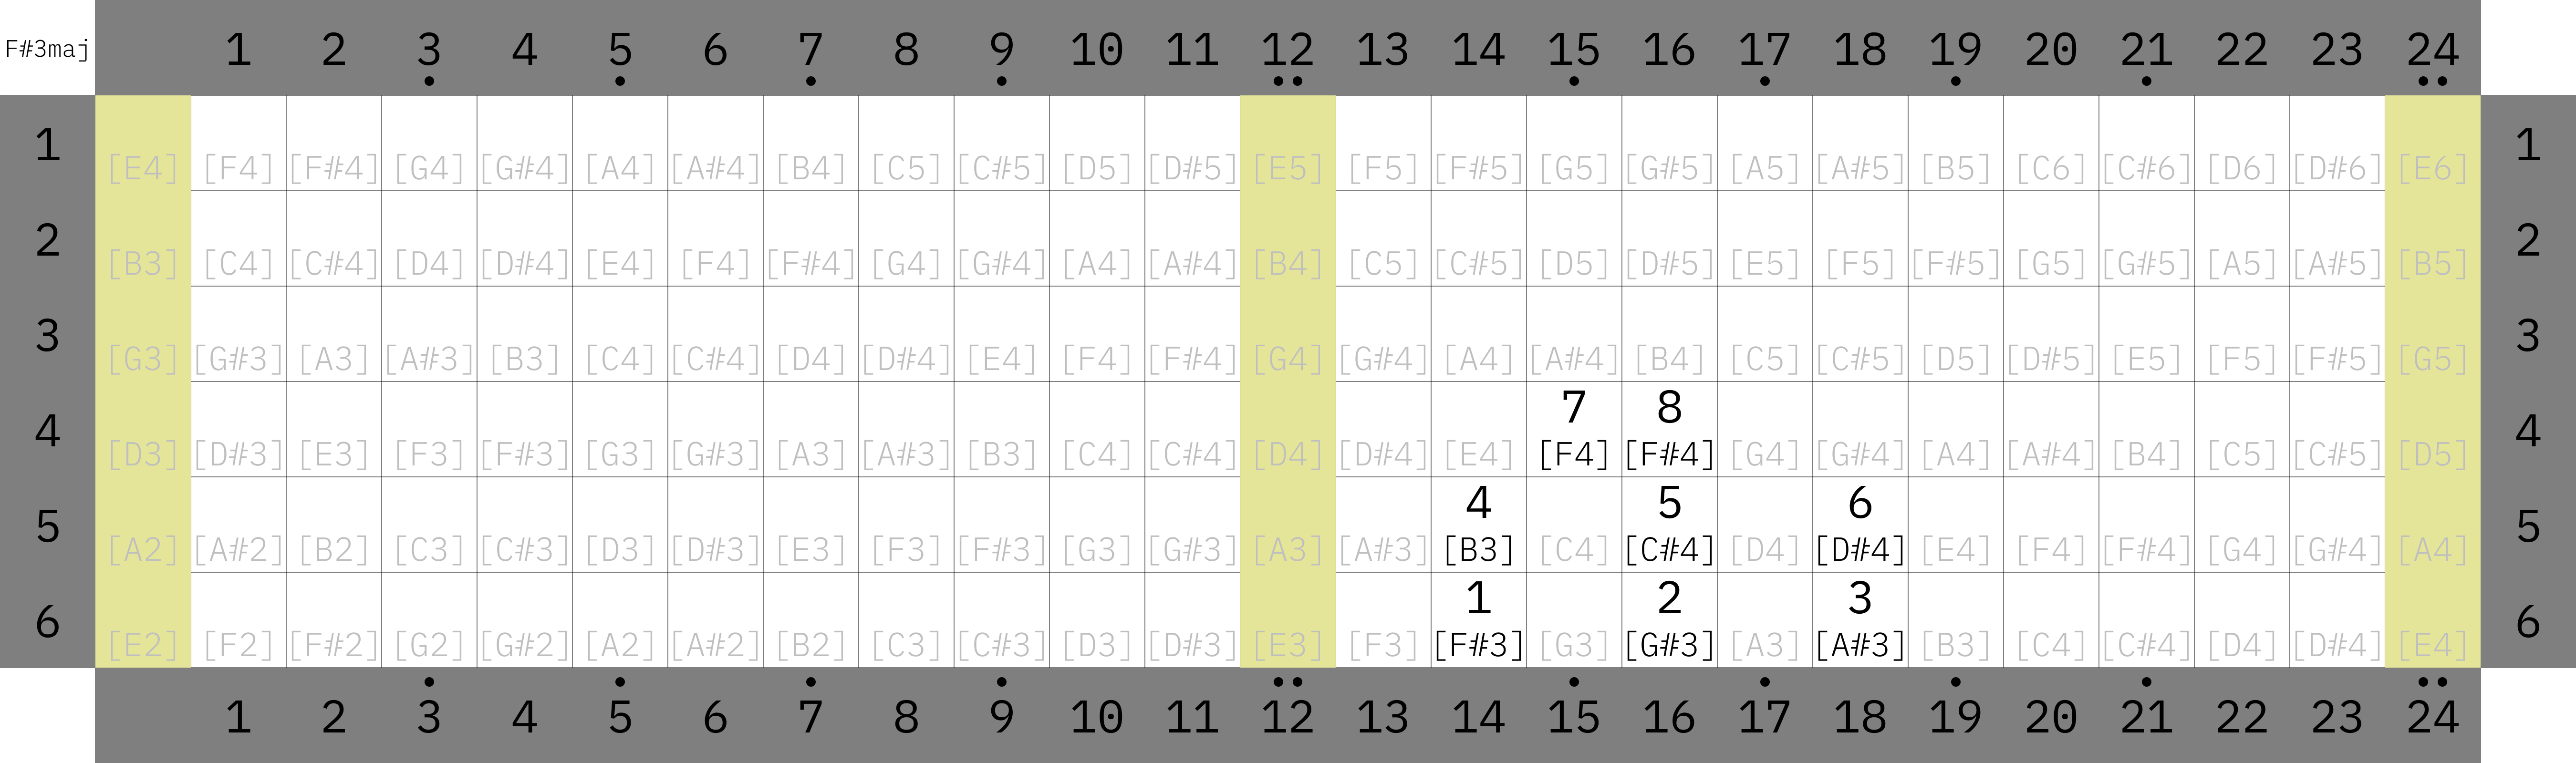 F#3maj 1 2 3 4 5 6 7 8 9 10 11 12 13 14 15 16 17 18 19 20 21 22 23 24
1 [E4] [F4] [F#4] [G4] [G#4] [A4] [A#4] [B4] [C5] [C#5] [D5] [D#5] [E5] [F5] [F#5] [G5] [G#5] [A5] [A#5] [B5] [C6] [C#6] [D6] [D#6] [E6] 1
2 [B3] [C4] [C#4] [D4] [D#4] [E4] [F4] [F#4] [G4] [G#4] [A4] [A#4] [B4] [C5] [C#5] [D5] [D#5] [E5] [F5] [F#5] [G5] [G#5] [A5] [A#5] [B5] 2
3 [G3] [G#3] [A3] [A#3] [B3] [C4] [C#4] [D4] [D#4] [E4] [F4] [F#4] [G4] [G#4] [A4] [A#4] [B4] [C5] [C#5] [D5] [D#5] [E5] [F5] [F#5] [G5] 3
7 8
4 [D3] [D#3] [E3] [F3] [F#3] [G3] [G#3] [A3] [A#3] [B3] [C4] [C#4] [D4] [D#4] [E4] [F4] [F#4] [G4] [G#4] [A4] [A#4] [B4] [C5] [C#5] [D5] 4
4 5 6
5 [A2] [A#2] [B2] [C3] [C#3] [D3] [D#3] [E3] [F3] [F#3] [G3] [G#3] [A3] [A#3] [B3] [C4] [C#4] [D4] [D#4] [E4] [F4] [F#4] [G4] [G#4] [A4] 5
1 2 3
6 [E2] [F2] [F#2] [G2] [G#2] [A2] [A#2] [B2] [C3] [C#3] [D3] [D#3] [E3] [F3] [F#3] [G3] [G#3] [A3] [A#3] [B3] [C4] [C#4] [D4] [D#4] [E4] 6
1 2 3 4 5 6 7 8 9 10 11 12 13 14 15 16 17 18 19 20 21 22 23 24